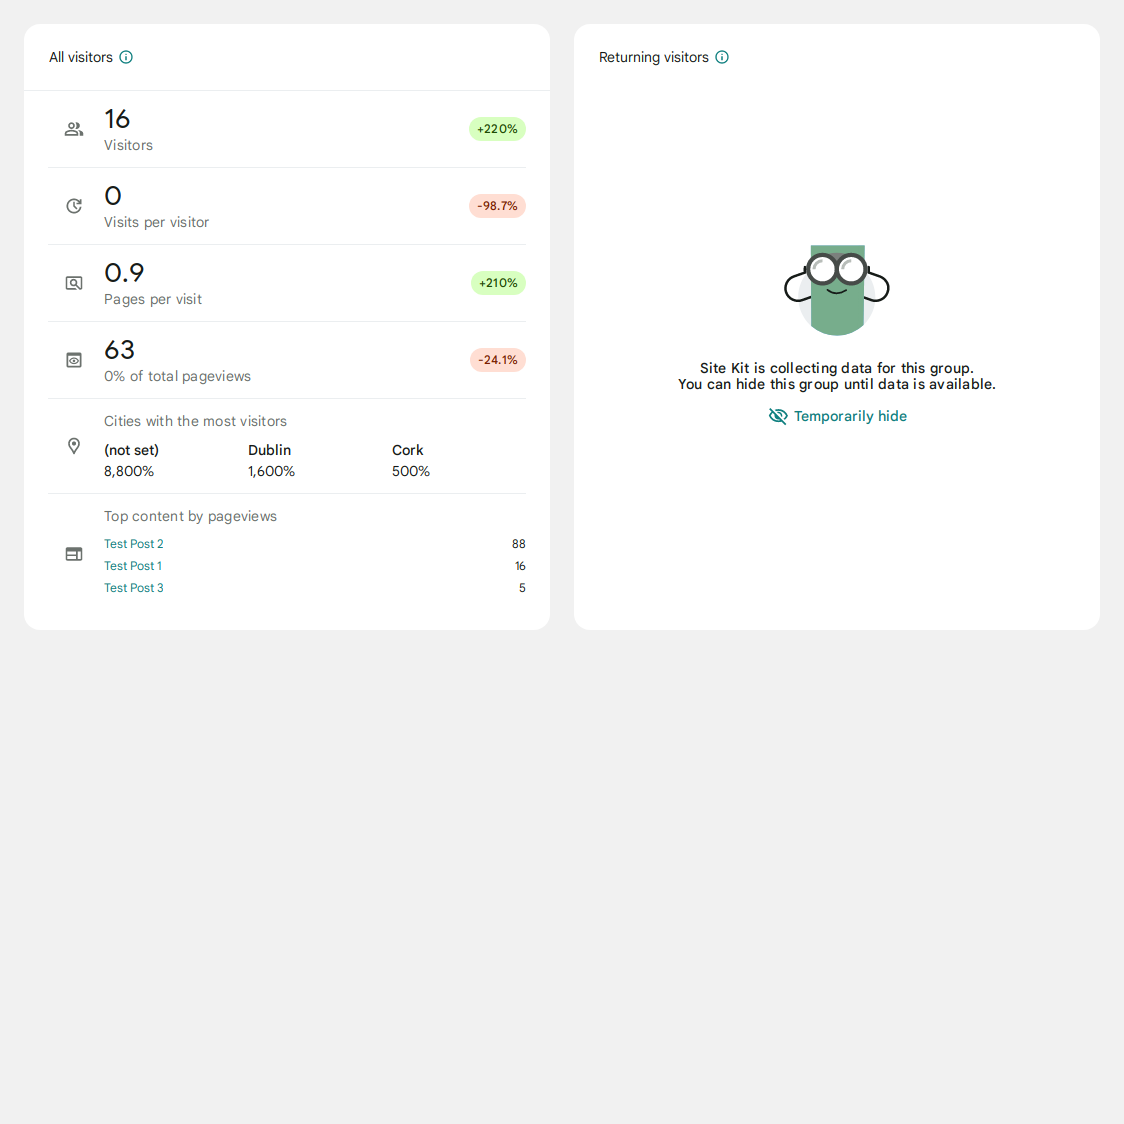 All visitors
16
Visitors
+220%
0
Visits per visitor
-98.7%
0.9
Pages per visit
+210%
63
0% of total pageviews
-24.1%
Cities with the most visitors
(not set) Dublin Cork
8,800% 1,600% 500%
Top content by pageviews
Test Post 2 88
Test Post 1 16
Test Post 3 5
Returning visitors
Site Kit is collecting data for this group.
You can hide this group until data is available.
Temporarily hide